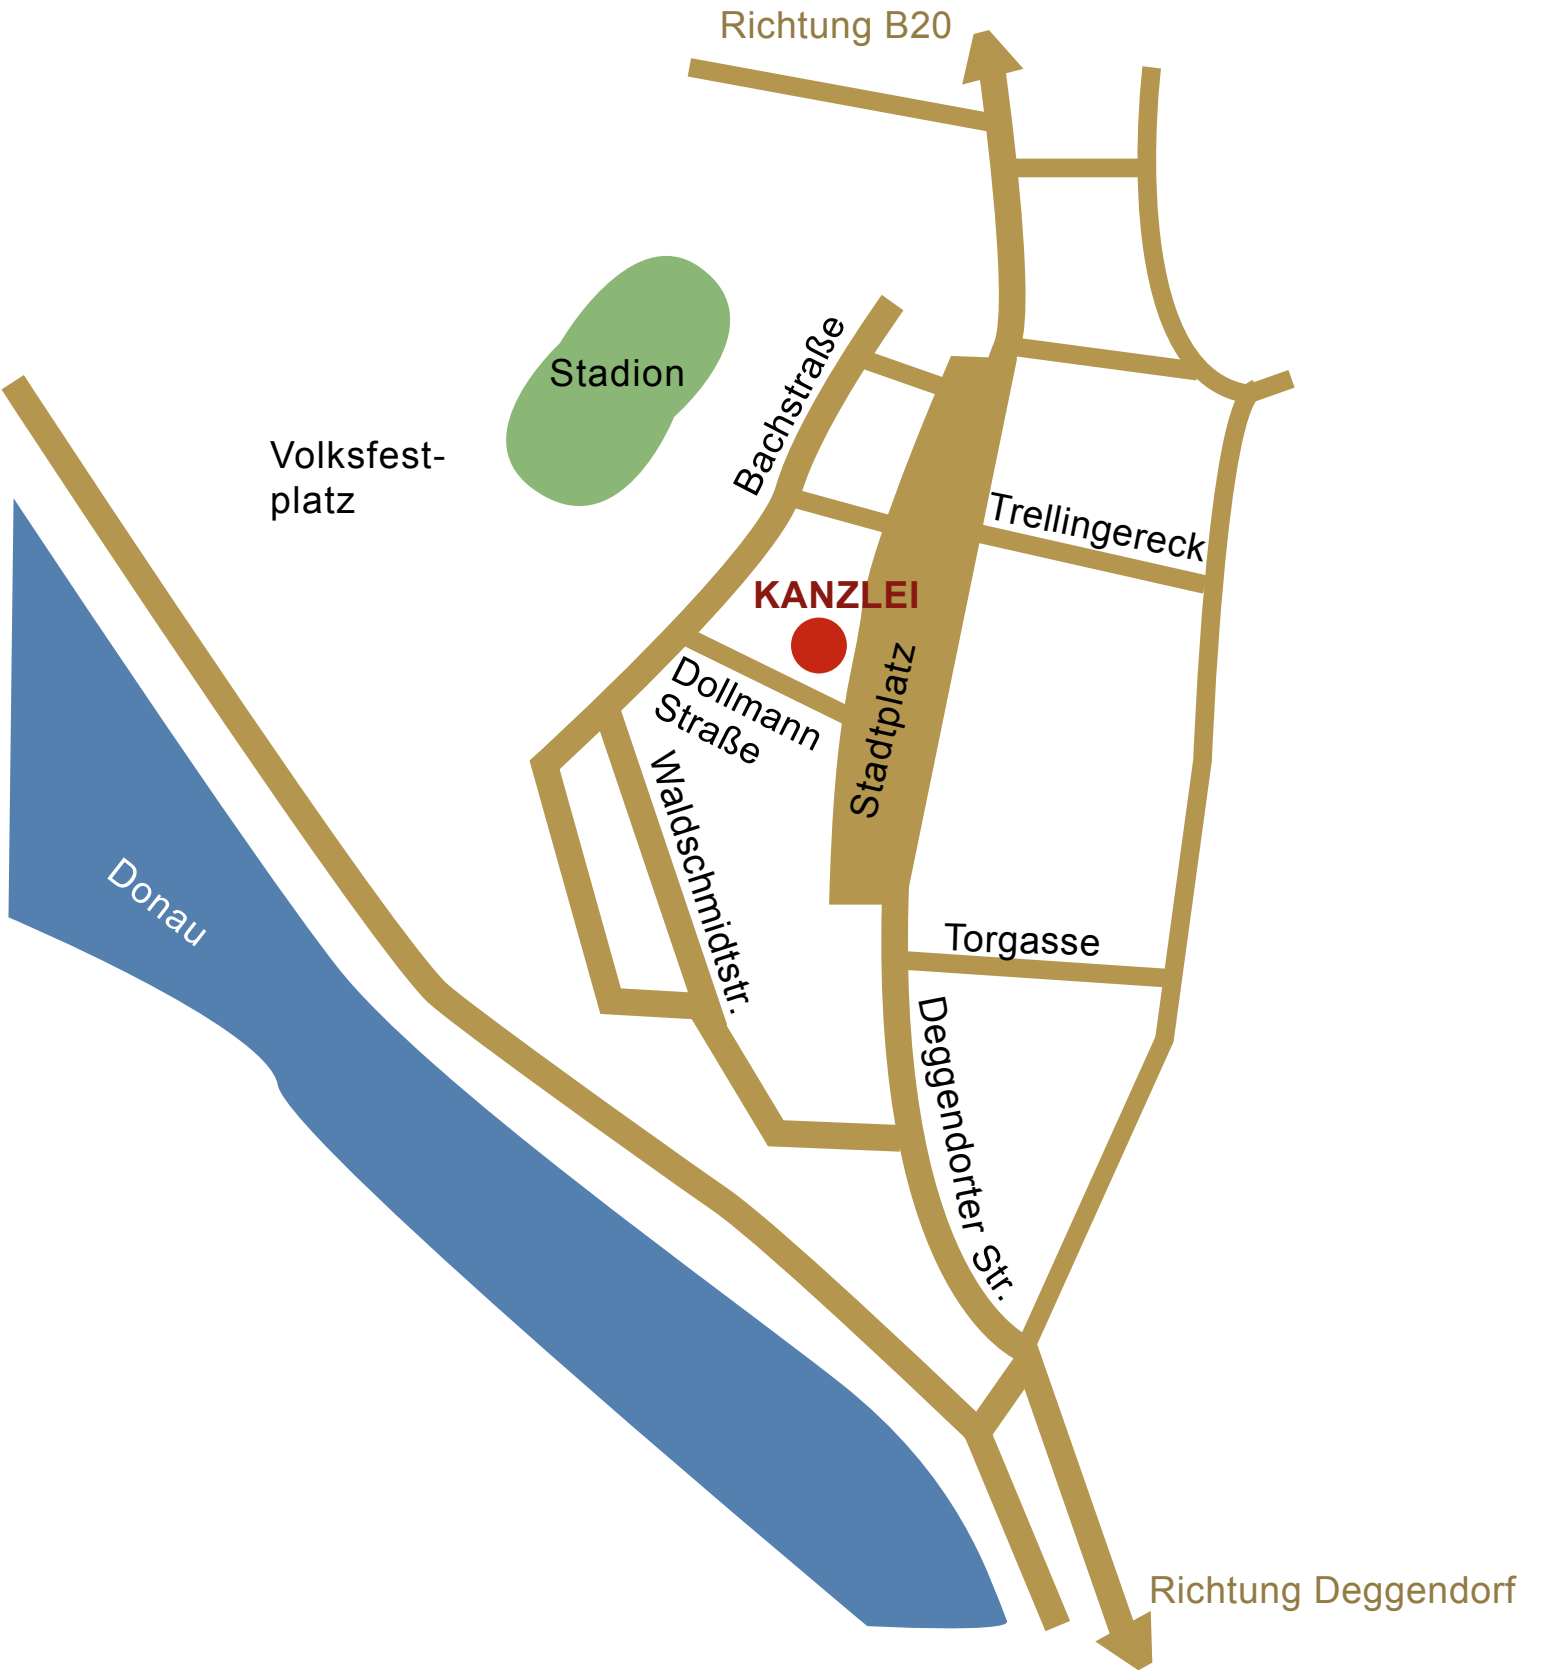 Richtung B20
Bachstraße
Stadion
Volksfest-
platz
Trellingereck
KANZLEI
Dollmann
Straße
Stadtplatz
Waldschmidtstr.
Donau
Torgasse
Deggendorter Str.
Richtung Deggendorf